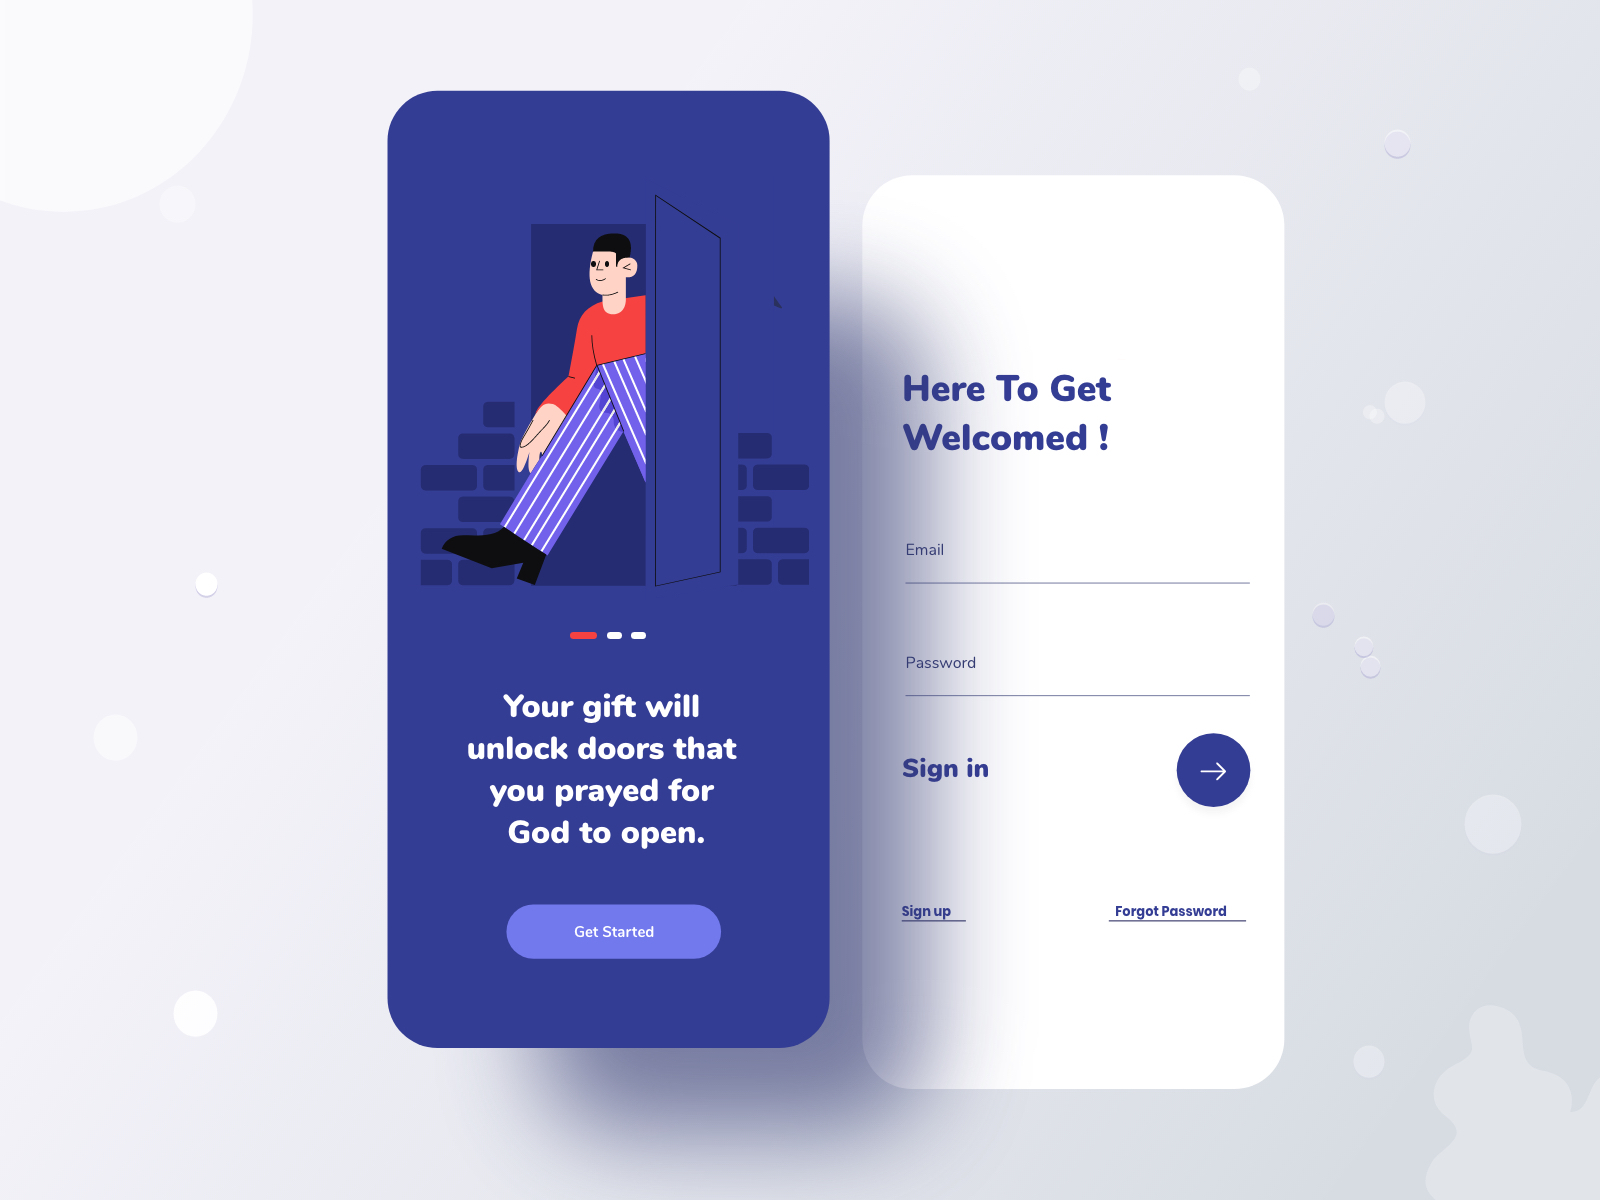 Your gift will
unlock doors that
you prayed for
God to open.
Get Started
Here To Get
Welcomed !
Email
Password
Sign in
Sign up
Forgot Password